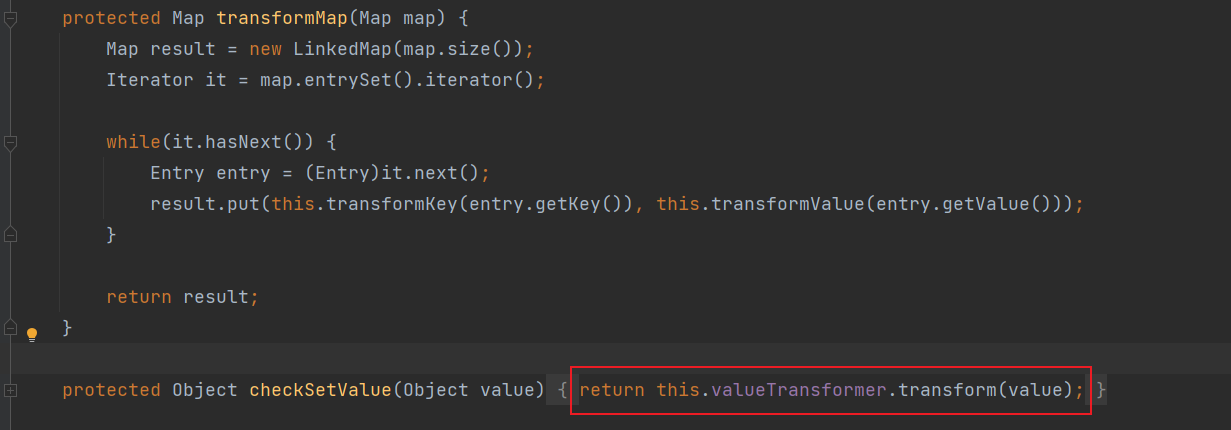 protected Map transformMap(Map map) {
Map result = new LinkedMap(map.size());
Iterator it = map.entrySet().iterator();
while(it.hasNext()) {
Entry entry = (Entry)it.next();
result.put(this.transformKey(entry.getKey()), this.transformValue(entry.getValue()));
}
return result;
}
protected Object checkSetValue(Object value) { return this.valueTransformer.transform(value); }